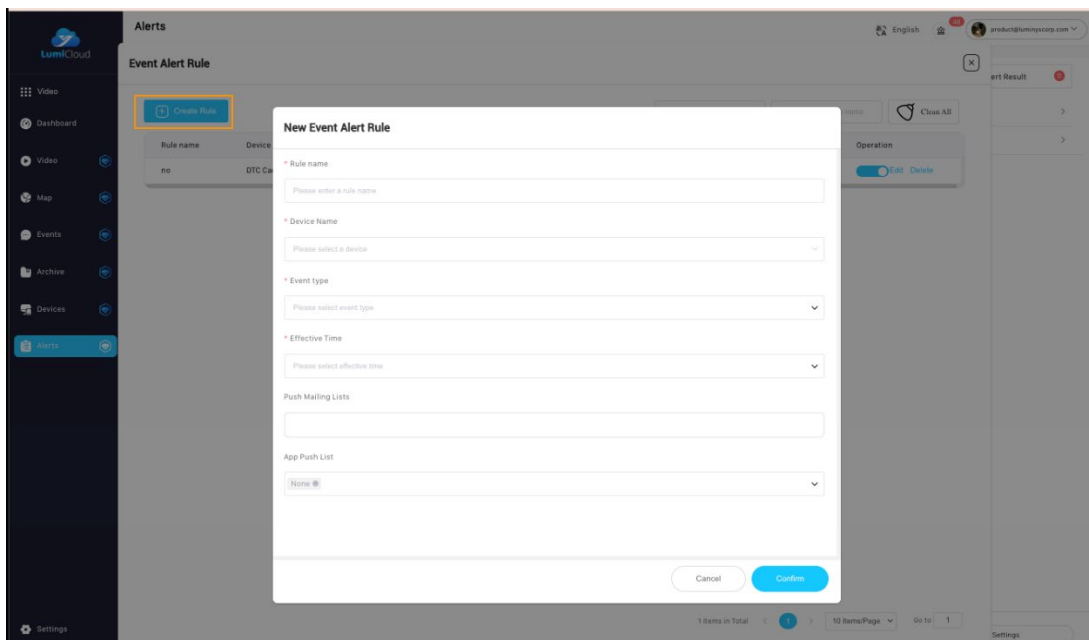 Alerts
English
product@luminyscorp.com
LumiCloud
Event Alert Rule
ert Result
Video
Create Rule
name
Clean All
New Event Alert Rule
Dashboard
Rule name
Device
Operation
* Rule name
Video
no
DTC Ca
Edit Delete
Please enter a rule name
Map
* Device Name
Events
Please select a device
Archive
* Event type
Devices
Please select event type
Alerts
* Effective Time
Please select effective time
Push Mailing Lists
App Push List
None
Cancel
Confirm
1 Items in Total
1
10 Items/Page
Go to 1
Settings
Settings